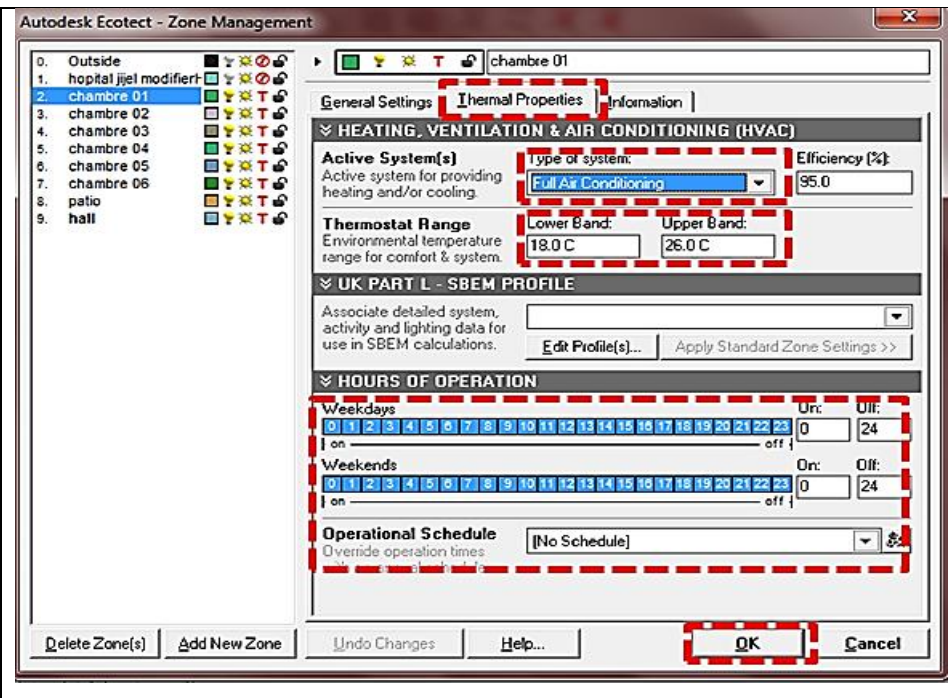 Autodesk Ecotect - Zone Management
0. Outside
1. hopital jijel modifier
2. chambre 01
3. chambre 02
4. chambre 03
5. chambre 04
6. chambre 05
7. chambre 06
8. patio
9. hall
T chambre 01
General Settings Thermal Properties Information
HEATING, VENTILATION & AIR CONDITIONING (HVAC)
Active System(s) Type of system: Efficiency (%):
Active system for providing
heating and/or cooling.
Full Air Conditioning 95.0
Thermostat Range Lower Band: Upper Band:
Environmental temperature
range for comfort & system.
18.0 C 26.0 C
UK PART L - SBEM PROFILE
Associate detailed system,
activity and lighting data for
use in SBEM calculations.
Edit Profile(s)... Apply Standard Zone Settings >>
HOURS OF OPERATION
Weekdays On: Off:
0 1 2 3 4 5 6 7 8 9 10 11 12 13 14 15 16 17 18 19 20 21 22 23 0 24
on off
Weekends On: Off:
0 1 2 3 4 5 6 7 8 9 10 11 12 13 14 15 16 17 18 19 20 21 22 23 0 24
on off
Operational Schedule [No Schedule]
Override operation times
Delete Zone(s) Add New Zone Undo Changes Help... OK Cancel